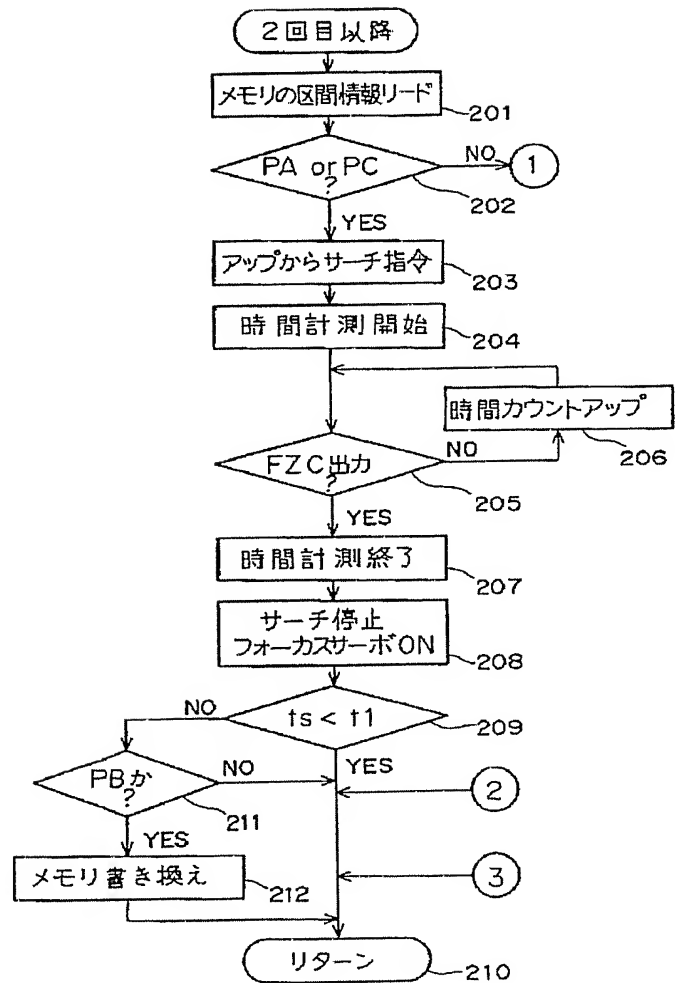 2回目以降
メモリの区間情報リード
201
PA or PC
?
NO
1
202
YES
アップからサーチ指令
203
時間計測開始
204
時間カウントアップ
206
FZC出力
?
NO
205
YES
時間計測終了
207
サーチ停止
フォーカスサーボON
208
ts < t1
NO
209
YES
PBか
?
NO
211
2
YES
メモリ書き換え
212
3
リターン
210